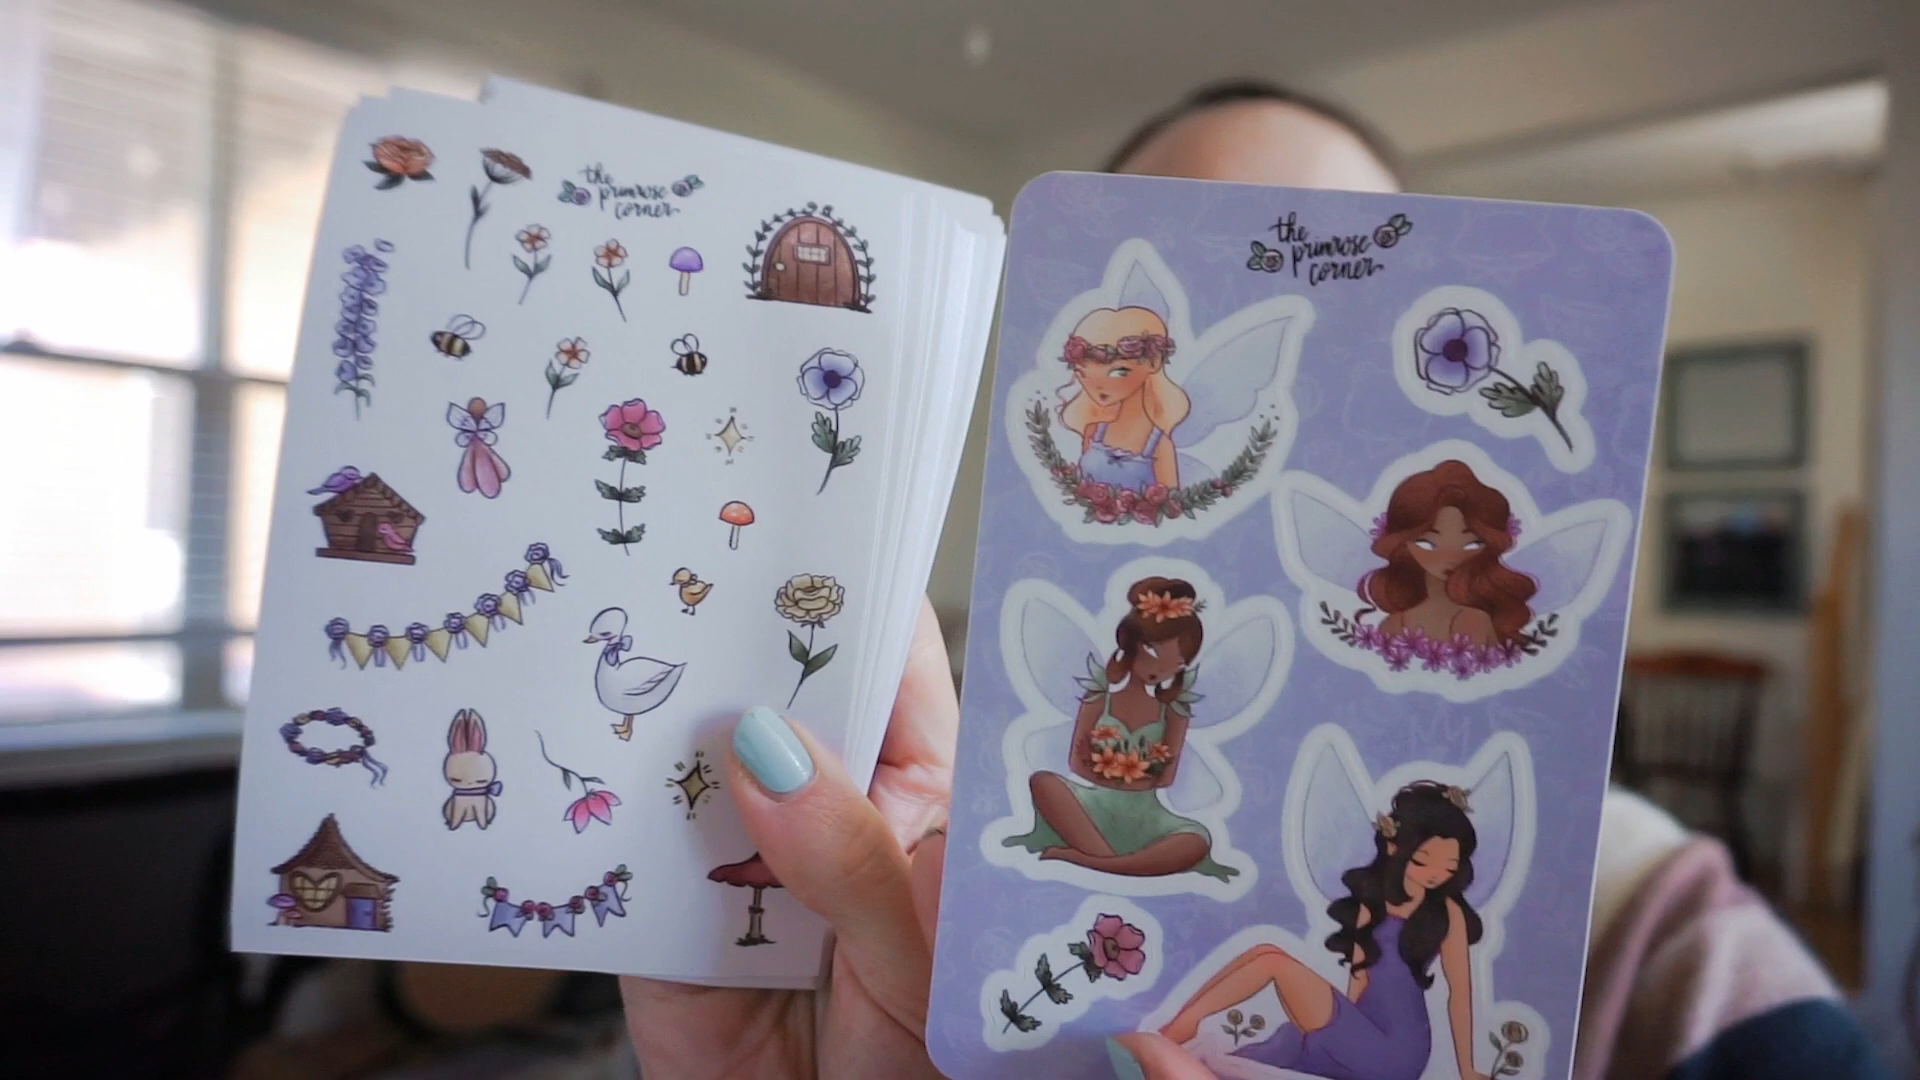 the
primrose
corner
the
primrose
corner